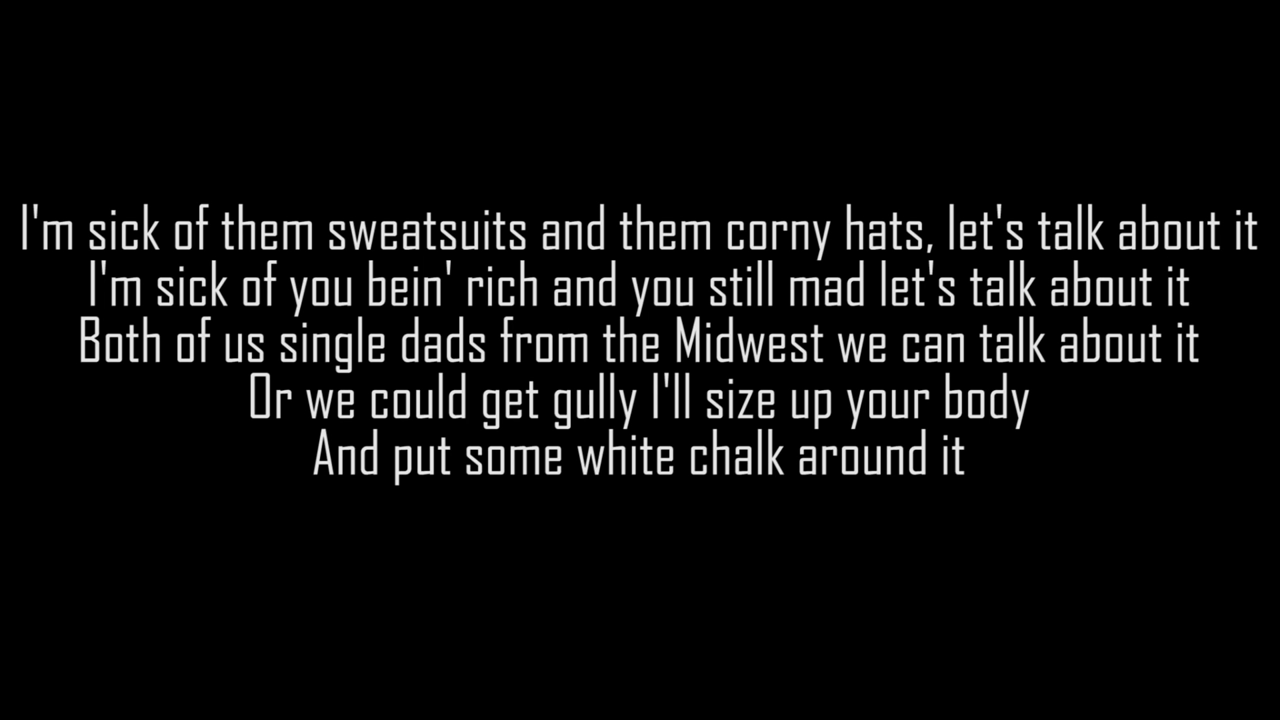 I'm sick of them sweatsuits and them corny hats, let's talk about it
I'm sick of you bein' rich and you still mad let's talk about it
Both of us single dads from the Midwest we can talk about it
Or we could get gully I'll size up your body
And put some white chalk around it